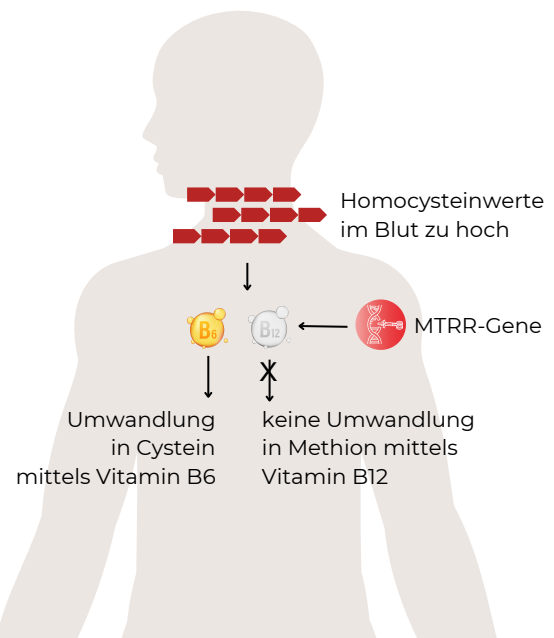 Homocysteinwerte
im Blut zu hoch
B6
B12
MTRR-Gene
X
Umwandlung
in Cystein
mittels Vitamin B6
keine Umwandlung
in Methion mittels
Vitamin B12